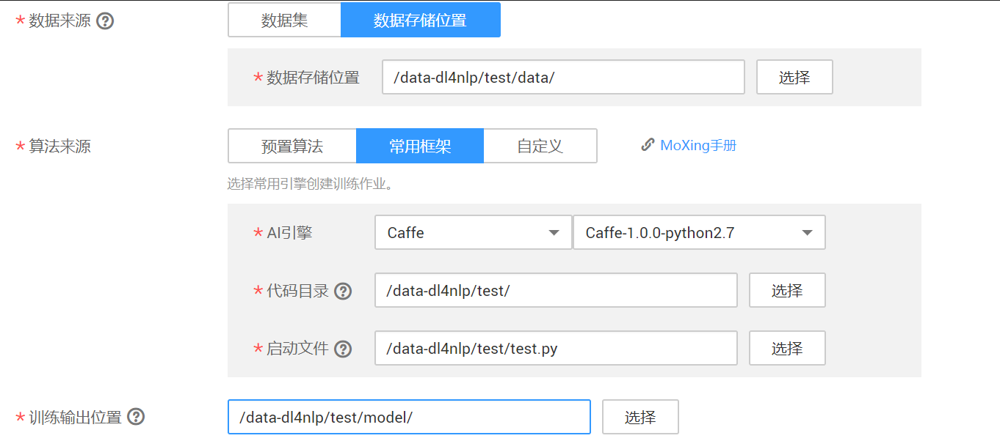 * 数据来源 ? 数据集 数据存储位置
* 数据存储位置 /data-dl4nlp/test/data/ 选择
* 算法来源 预置算法 常用框架 自定义 MoXing手册
选择常用引擎创建训练作业。
* AI引擎 Caffe Caffe-1.0.0-python2.7
* 代码目录 ? /data-dl4nlp/test/ 选择
* 启动文件 ? /data-dl4nlp/test/test.py 选择
* 训练输出位置 ? /data-dl4nlp/test/model/ 选择